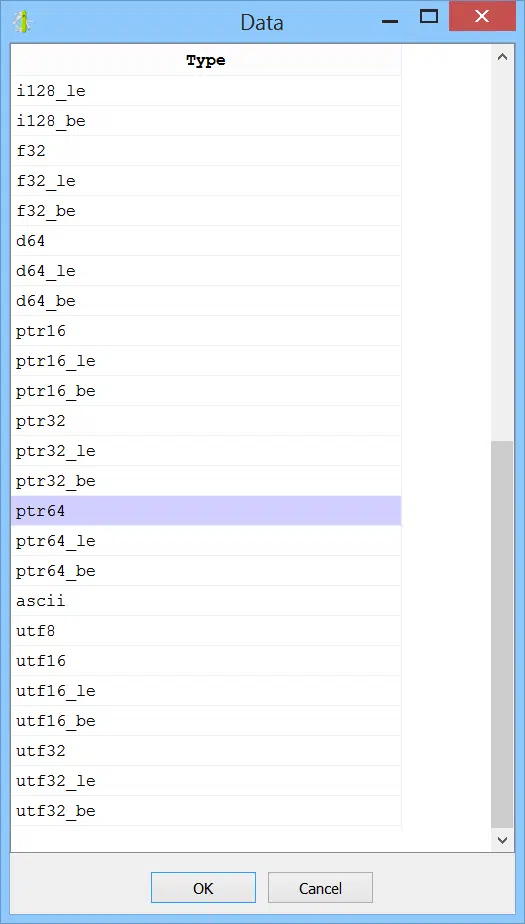 Data
Type
i128_le
i128_be
f32
f32_le
f32_be
d64
d64_le
d64_be
ptr16
ptr16_le
ptr16_be
ptr32
ptr32_le
ptr32_be
ptr64
ptr64_le
ptr64_be
ascii
utf8
utf16
utf16_le
utf16_be
utf32
utf32_le
utf32_be
OK Cancel